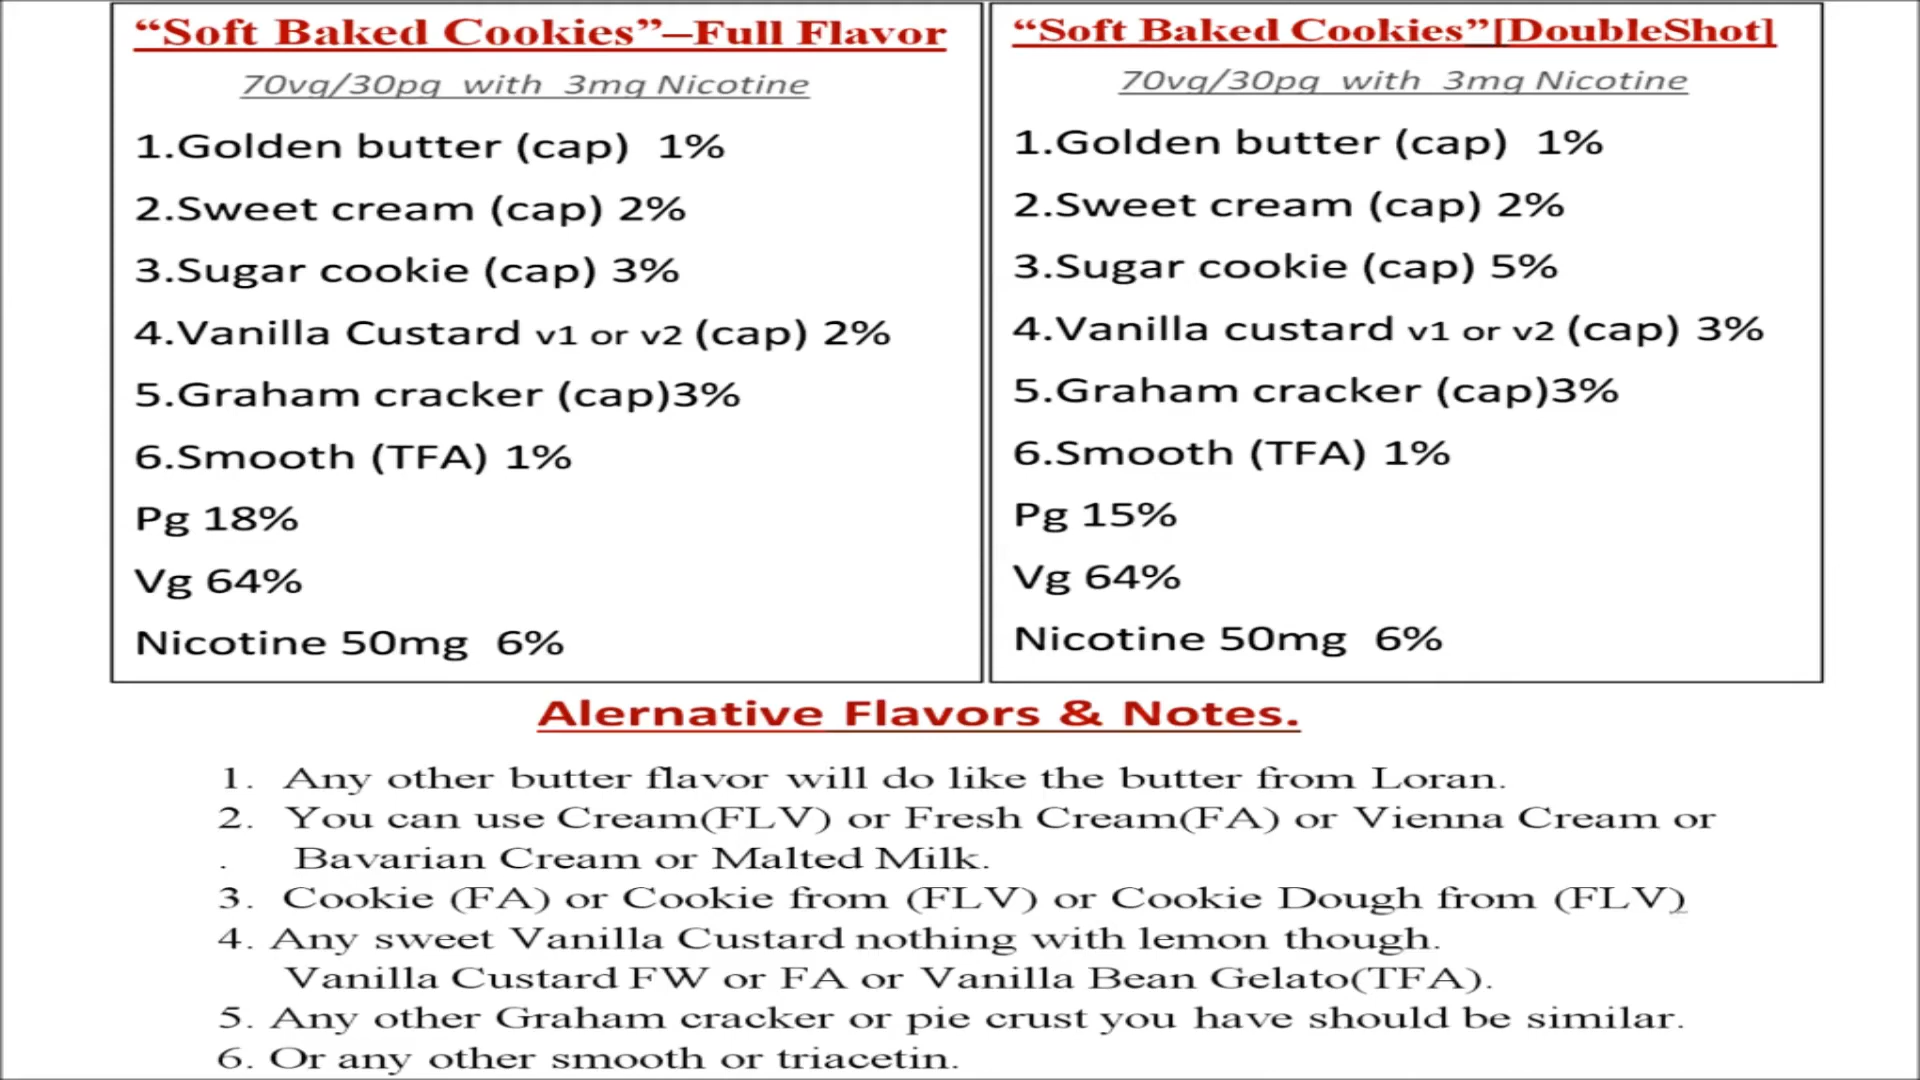 “Soft Baked Cookies”–Full Flavor
70vg/30pg with 3mg Nicotine
1.Golden butter (cap) 1%
2.Sweet cream (cap) 2%
3.Sugar cookie (cap) 3%
4.Vanilla Custard v1 or v2 (cap) 2%
5.Graham cracker (cap)3%
6.Smooth (TFA) 1%
Pg 18%
Vg 64%
Nicotine 50mg 6%
“Soft Baked Cookies”[DoubleShot]
70vg/30pg with 3mg Nicotine
1.Golden butter (cap) 1%
2.Sweet cream (cap) 2%
3.Sugar cookie (cap) 5%
4.Vanilla custard v1 or v2 (cap) 3%
5.Graham cracker (cap)3%
6.Smooth (TFA) 1%
Pg 15%
Vg 64%
Nicotine 50mg 6%
Alernative Flavors & Notes.
1. Any other butter flavor will do like the butter from Loran.
2. You can use Cream(FLV) or Fresh Cream(FA) or Vienna Cream or
. Bavarian Cream or Malted Milk.
3. Cookie (FA) or Cookie from (FLV) or Cookie Dough from (FLV)
4. Any sweet Vanilla Custard nothing with lemon though.
Vanilla Custard FW or FA or Vanilla Bean Gelato(TFA).
5. Any other Graham cracker or pie crust you have should be similar.
6. Or any other smooth or triacetin.